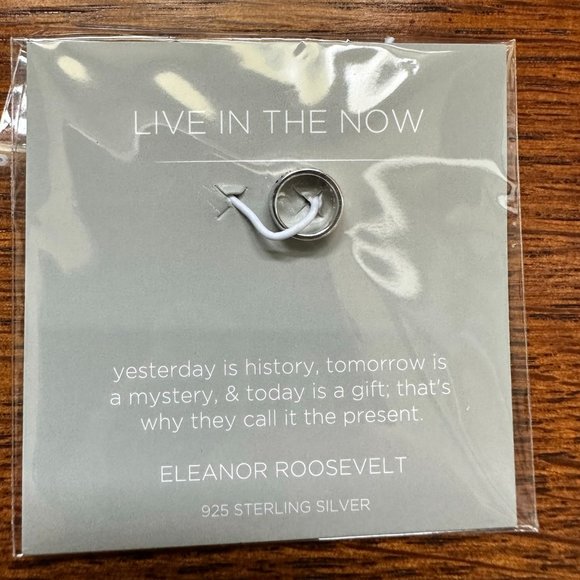 LIVE IN THE NOW
yesterday is history, tomorrow is
a mystery, & today is a gift; that's
why they call it the present.
ELEANOR ROOSEVELT
925 STERLING SILVER